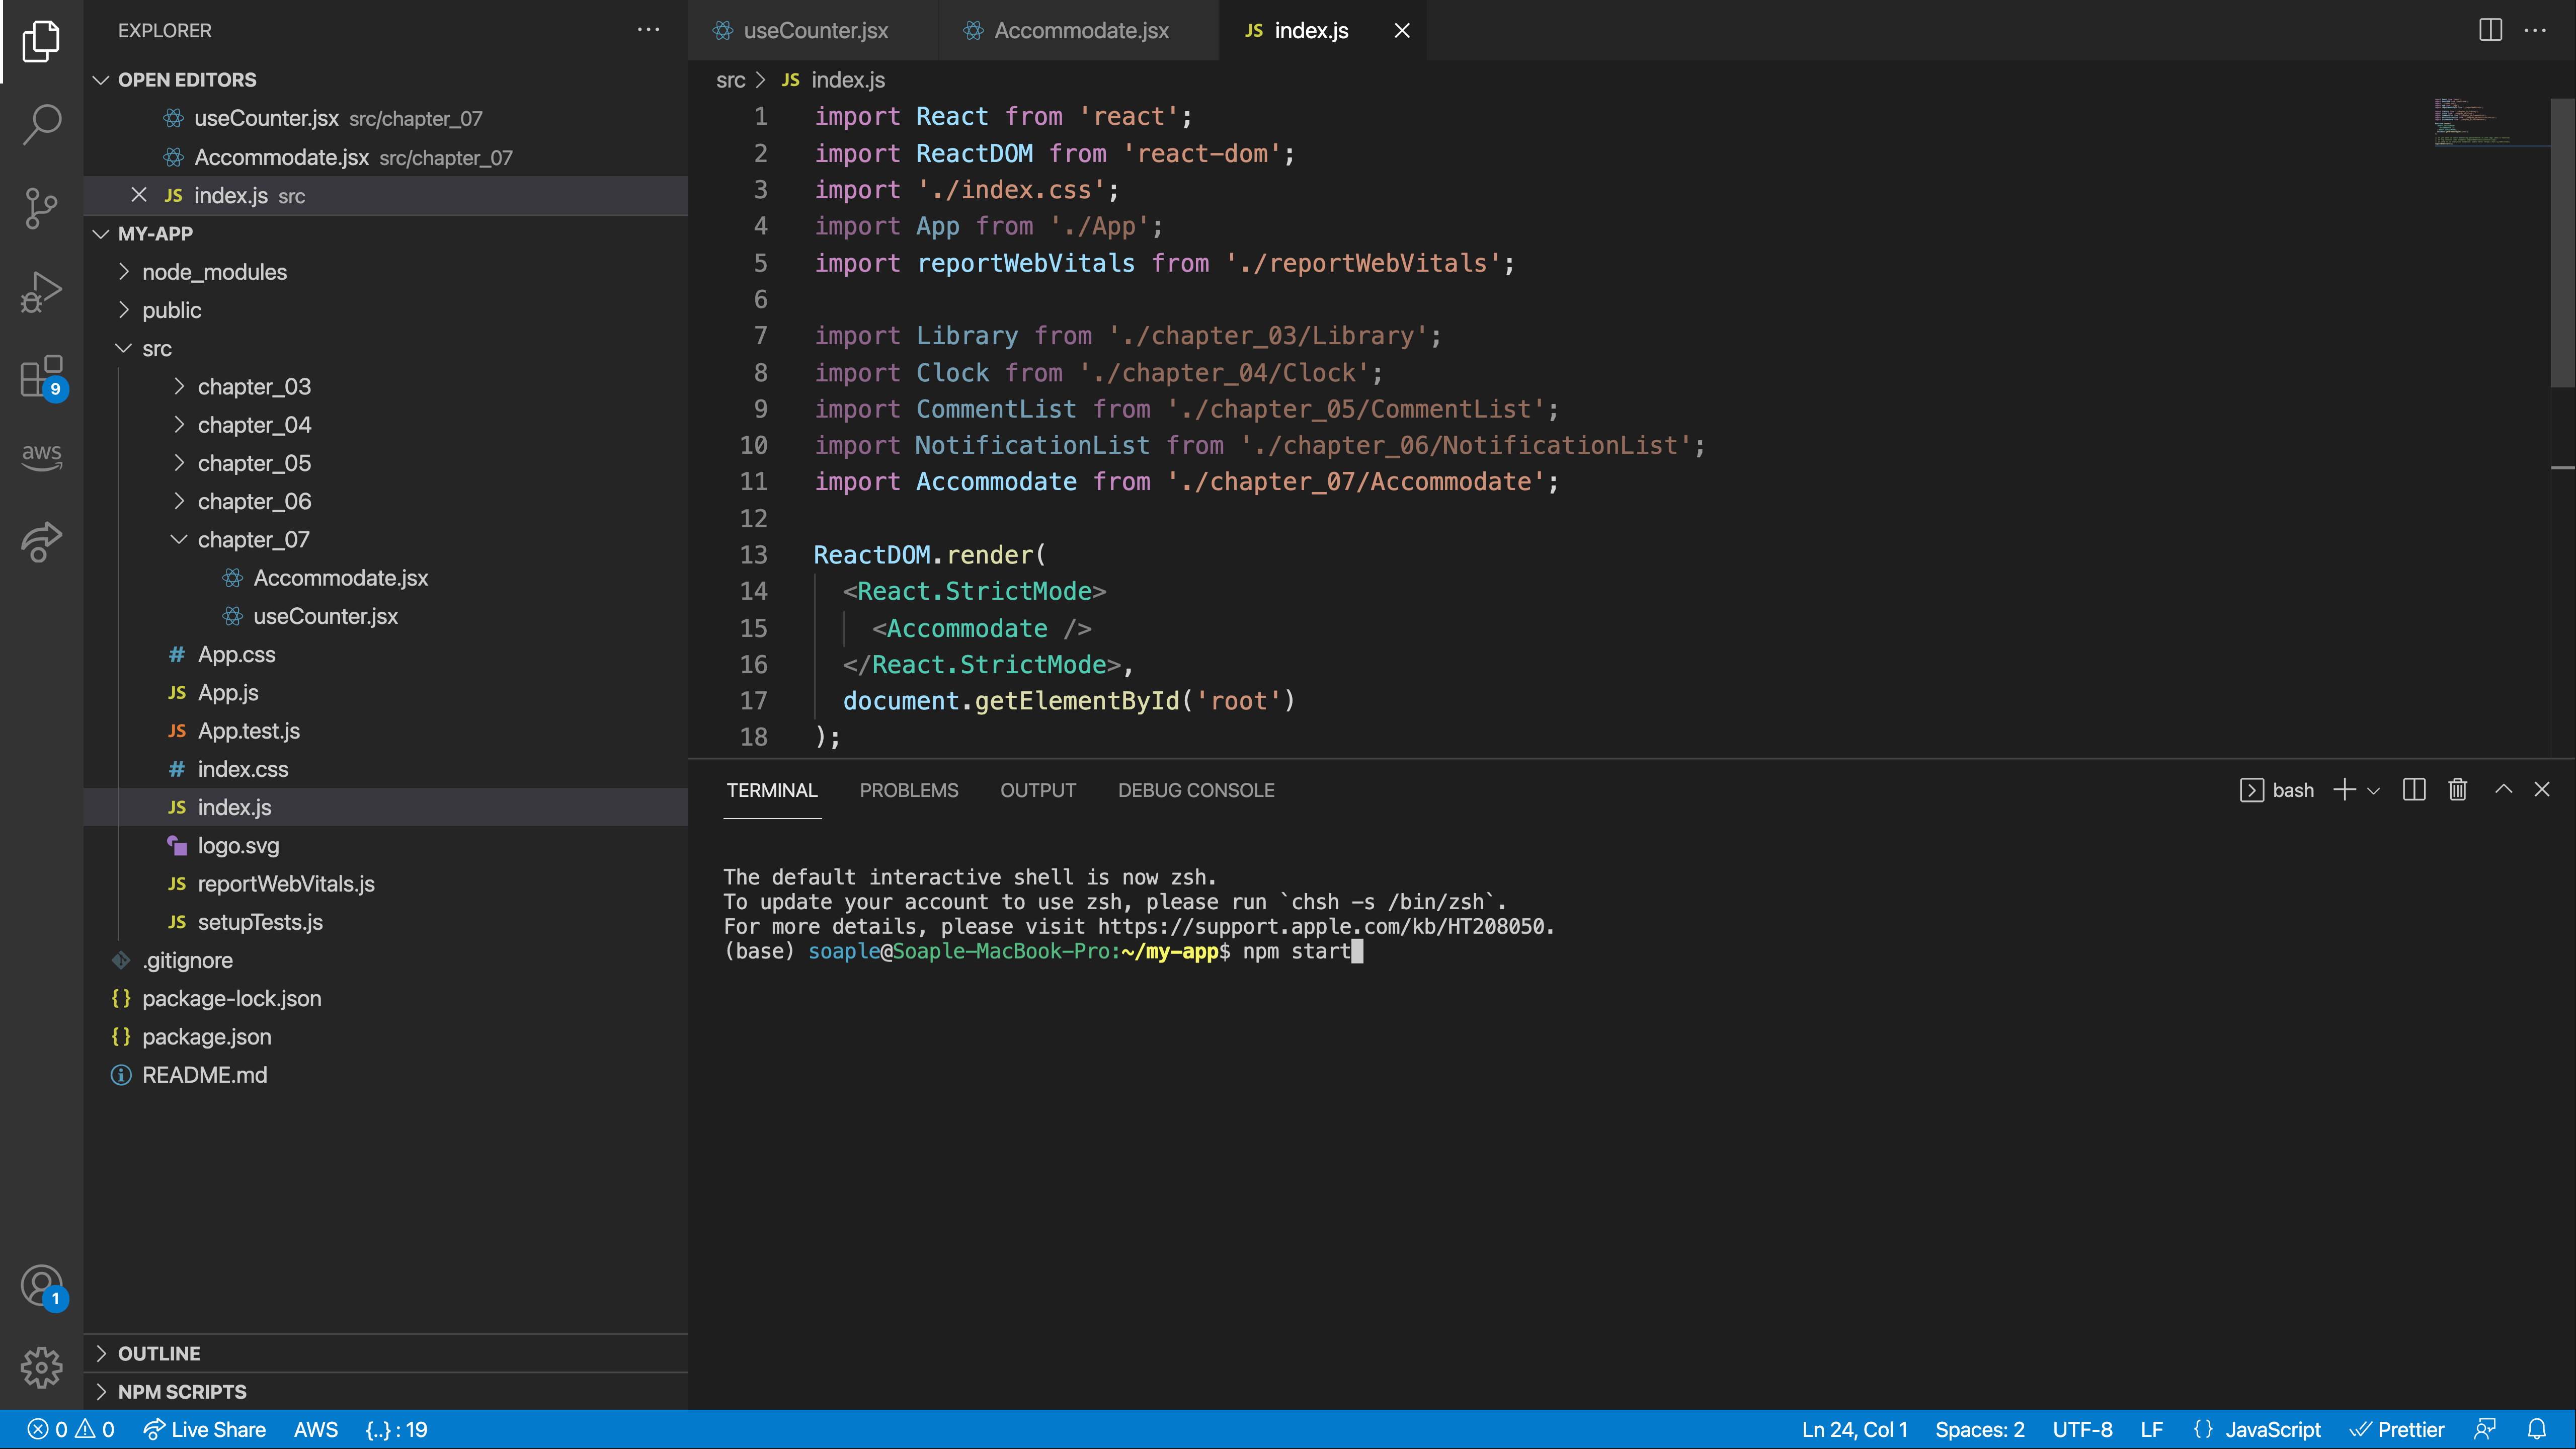 EXPLORER
OPEN EDITORS
useCounter.jsx src/chapter_07
Accommodate.jsx src/chapter_07
JS index.js src
MY-APP
node_modules
public
src
chapter_03
chapter_04
chapter_05
chapter_06
chapter_07
Accommodate.jsx
useCounter.jsx
# App.css
JS App.js
JS App.test.js
# index.css
JS index.js
logo.svg
JS reportWebVitals.js
JS setupTests.js
.gitignore
{} package-lock.json
{} package.json
README.md
OUTLINE
NPM SCRIPTS
9
aws
1
useCounter.jsx
Accommodate.jsx
JS index.js
src > JS index.js
1 import React from 'react';
2 import ReactDOM from 'react-dom';
3 import './index.css';
4 import App from './App';
5 import reportWebVitals from './reportWebVitals';
6
7 import Library from './chapter_03/Library';
8 import Clock from './chapter_04/Clock';
9 import CommentList from './chapter_05/CommentList';
10 import NotificationList from './chapter_06/NotificationList';
11 import Accommodate from './chapter_07/Accommodate';
12
13 ReactDOM.render(
14 <React.StrictMode>
15 <Accommodate />
16 </React.StrictMode>,
17 document.getElementById('root')
18 );
TERMINAL PROBLEMS OUTPUT DEBUG CONSOLE
bash
The default interactive shell is now zsh.
To update your account to use zsh, please run `chsh -s /bin/zsh`.
For more details, please visit https://support.apple.com/kb/HT208050.
(base) soaple@Soaple-MacBook-Pro:~/my-app$ npm start
0 0 Live Share AWS {..} : 19
Ln 24, Col 1 Spaces: 2 UTF-8 LF {} JavaScript Prettier